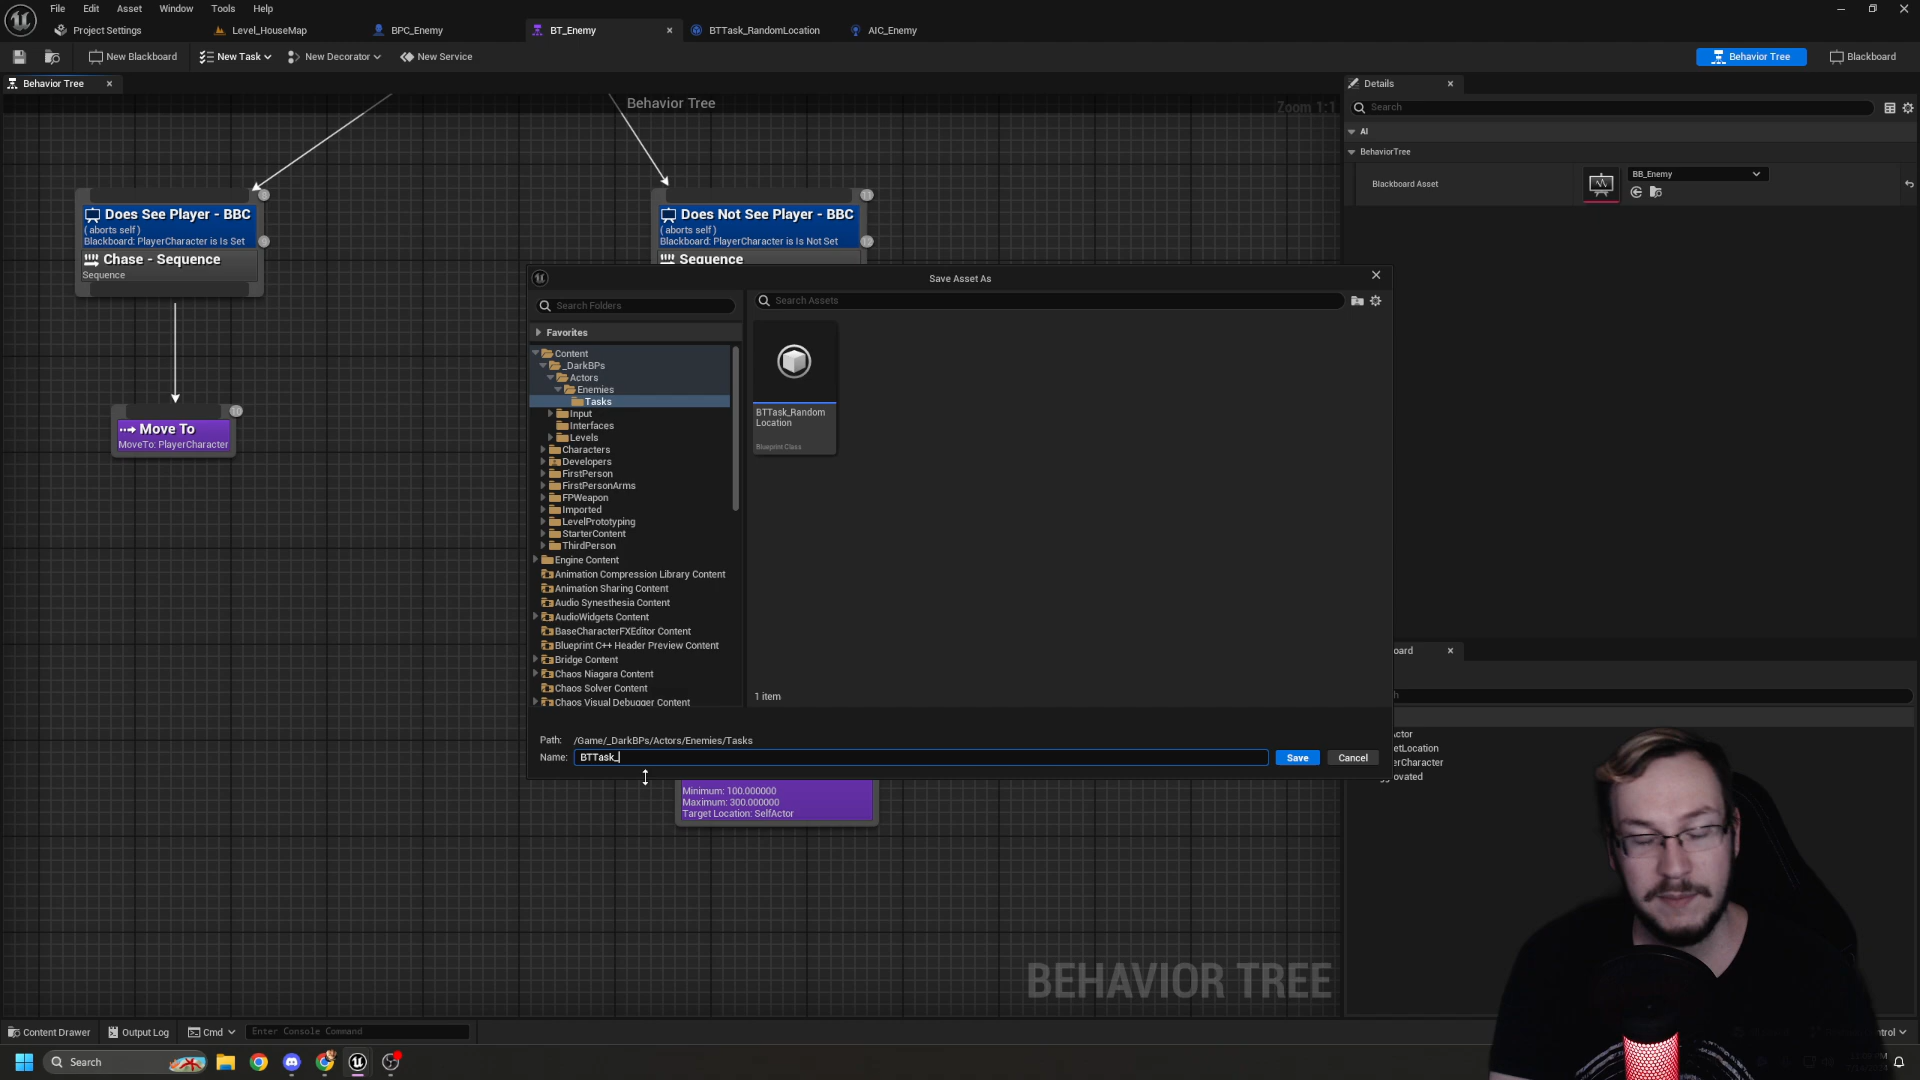 File Edit Asset Window Tools Help
Project Settings Level_HouseMap BPC_Enemy BT_Enemy BTTask_RandomLocation AIC_Enemy
New Blackboard New Task New Decorator New Service Behavior Tree Blackboard
Behavior Tree
Behavior Tree
Zoom 1:1
Does See Player - BBC
( aborts self )
Blackboard: PlayerCharacter is Is Set
Chase - Sequence
Sequence
Does Not See Player - BBC
( aborts self )
Blackboard: PlayerCharacter is Is Not Set
Sequence
Move To
MoveTo: PlayerCharacter
Save Asset As
Search Folders
Favorites
Content
_DarkBPs
Actors
Enemies
Tasks
Input
Interfaces
Levels
Characters
Developers
FirstPerson
FirstPersonArms
FPWeapon
Imported
LevelPrototyping
StarterContent
ThirdPerson
Engine Content
Animation Compression Library Content
Animation Sharing Content
Audio Synesthesia Content
AudioWidgets Content
BaseCharacterFXEditor Content
Blueprint C++ Header Preview Content
Bridge Content
Chaos Niagara Content
Chaos Solver Content
Chaos Visual Debugger Content
Search Assets
BTTask_Random
Location
Blueprint Class
1 item
Path: /Game/_DarkBPs/Actors/Enemies/Tasks
Name: BTTask_
Save Cancel
Minimum: 100.000000
Maximum: 300.000000
Target Location: SelfActor
BEHAVIOR TREE
Details
Search
AI
BehaviorTree
Blackboard Asset
BB_Enemy
oard
h
Actor
etLocation
erCharacter
ovated
Content Drawer Output Log Cmd Enter Console Command
Search